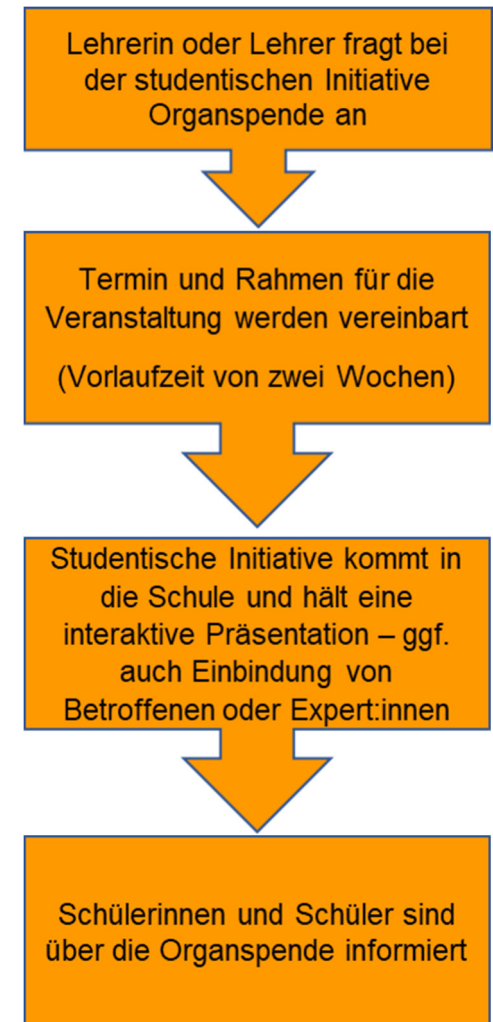 Lehrerin oder Lehrer fragt bei
der studentischen Initiative
Organspende an
Termin und Rahmen für die
Veranstaltung werden vereinbart
(Vorlaufzeit von zwei Wochen)
Studentische Initiative kommt in
die Schule und hält eine
interaktive Präsentation – ggf.
auch Einbindung von
Betroffenen oder Expert:innen
Schülerinnen und Schüler sind
über die Organspende informiert